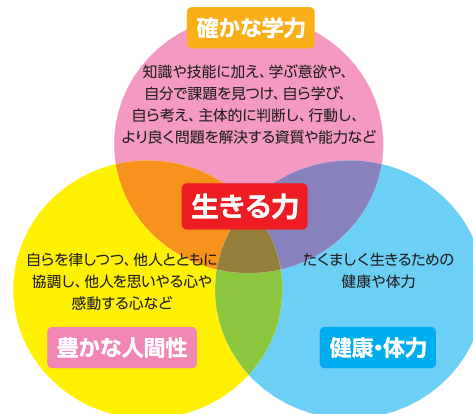 確かな学力
知識や技能に加え、学ぶ意欲や、
自分で課題を見つけ、自ら学び、
自ら考え、主体的に判断し、行動し、
より良く問題を解決する資質や能力など
生きる力
自らを律しつつ、他人とともに
協調し、他人を思いやる心や
感動する心など
豊かな人間性
たくましく生きるための
健康や体力
健康・体力